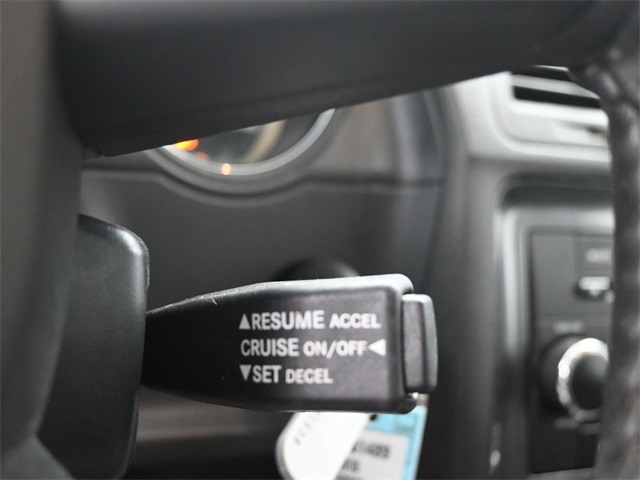 ▲RESUME ACCEL
CRUISE ON/OFF◀
▼SET DECEL